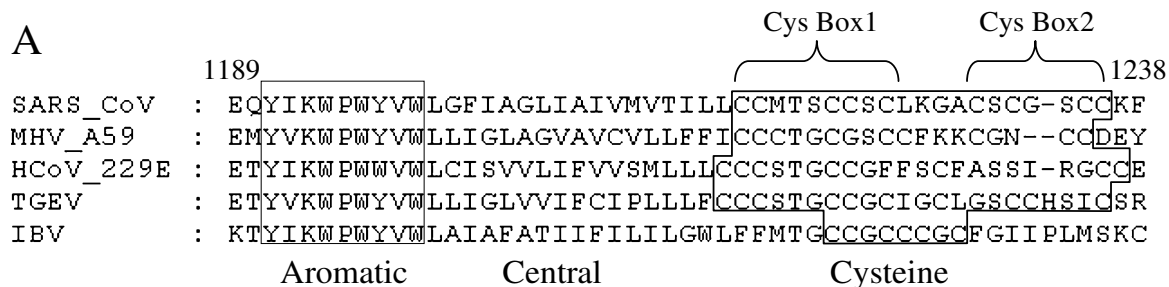 A
Cys Box1 Cys Box2
1189 1238
SARS_CoV : EQYIKWPWYVWLGFIAGLIAIVMVTILLCCMTSCCSCLKGACSCG-SCCKF
MHV_A59 : EMYVKWPWYVWLLIGLAGVAVCVLLFFICCCTGCGSCCFKKCGN--CCDEY
HCoV_229E : ETYVKWPWWVWLCISVVLIFVVSMLLLCCCSTGCCGFFSCFASSI-RGCCE
TGEV : ETYVKWPWYVWLLIGLVVIFCIPLLLFCCCSTGCCGCIGCLGSCCHSICSR
IBV : KTYIKWPWYVWLAIAFATIIFILILGWLFFMTGCCGCCCGCFGIIPLMSKC
Aromatic Central Cysteine